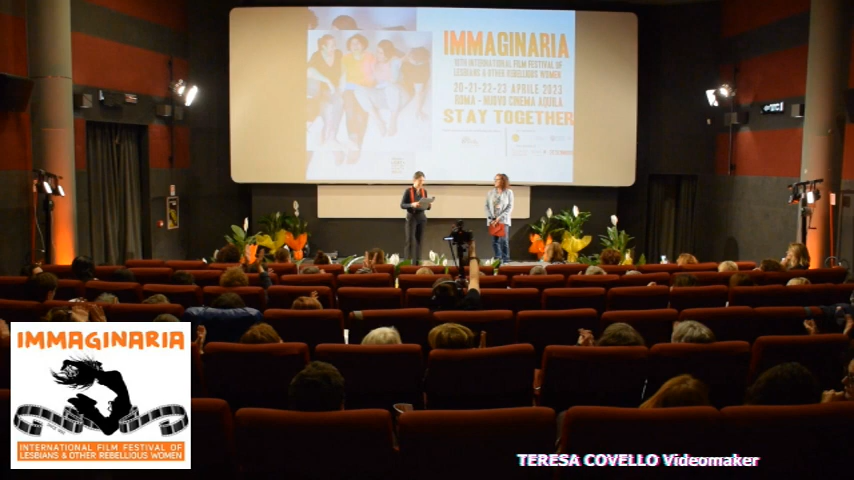 IMMAGINARIA
18TH INTERNATIONAL FILM FESTIVAL OF
LESBIANS & OTHER REBELLIOUS WOMEN
20-21-22-23 APRILE 2023
ROMA - NUOVO CINEMA AQUILA
STAY TOGETHER
IMMAGINARIA
INTERNATIONAL FILM FESTIVAL OF
LESBIANS & OTHER REBELLIOUS WOMEN
TERESA COVELLO Videomaker